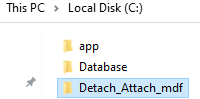 This PC > Local Disk (C:)
app
Database
Detach_Attach_mdf